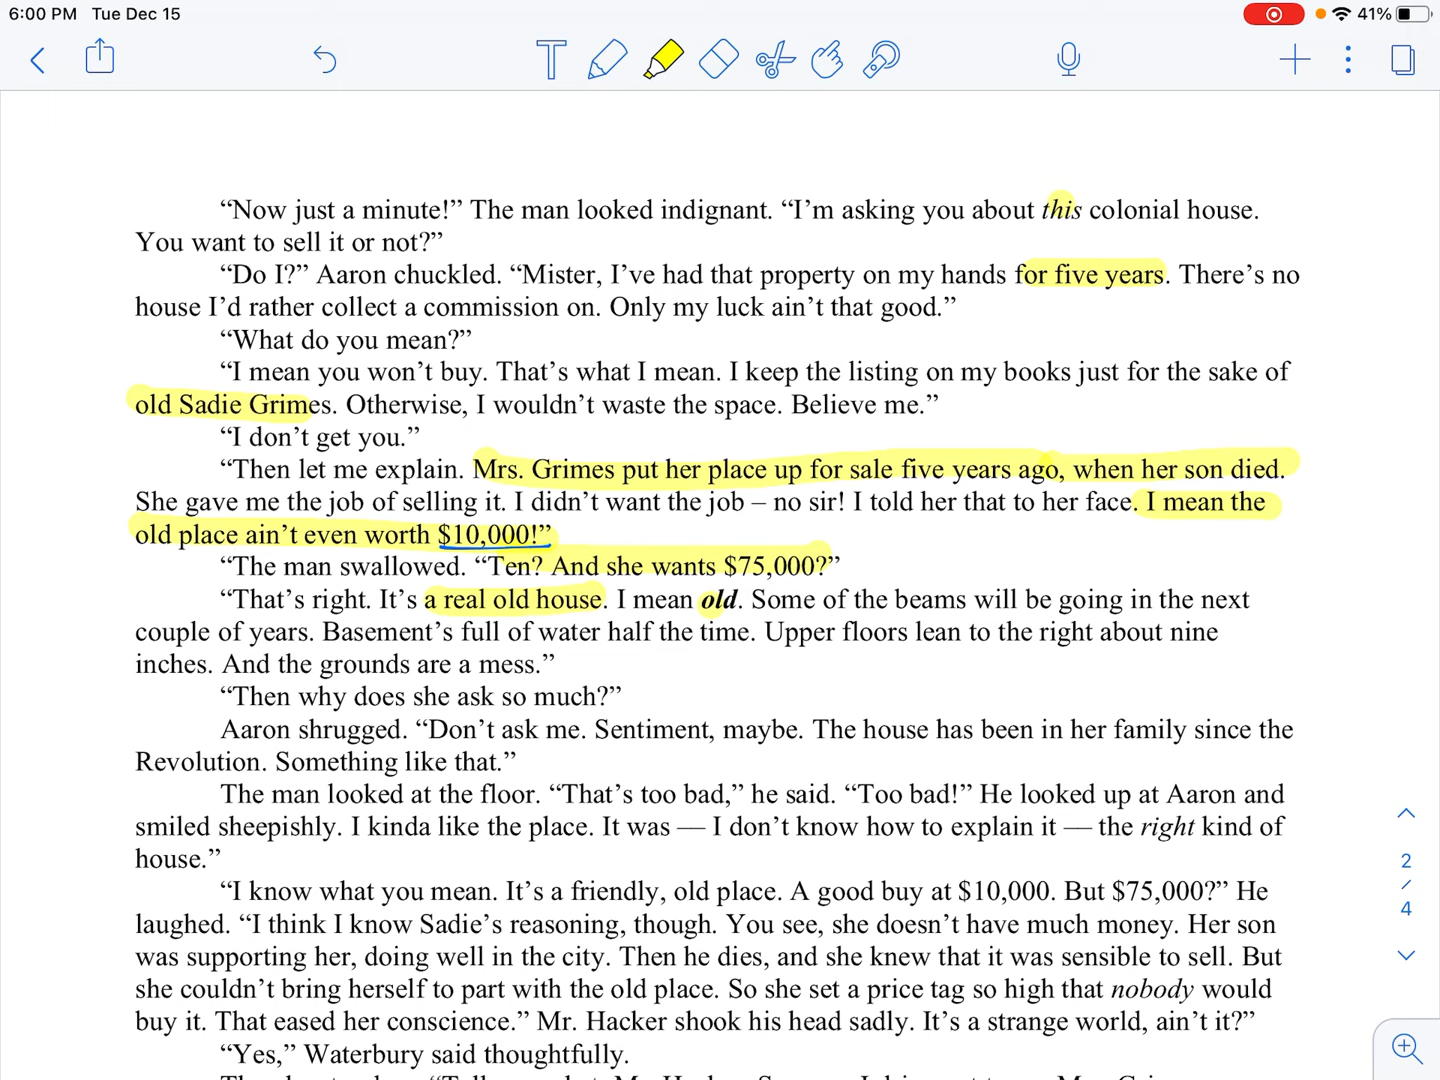 6:00 PM Tue Dec 15
41%
“Now just a minute!” The man looked indignant. “I’m asking you about this colonial house.
You want to sell it or not?”
“Do I?” Aaron chuckled. “Mister, I’ve had that property on my hands for five years. There’s no
house I’d rather collect a commission on. Only my luck ain’t that good.”
“What do you mean?”
“I mean you won’t buy. That’s what I mean. I keep the listing on my books just for the sake of
old Sadie Grimes. Otherwise, I wouldn’t waste the space. Believe me.”
“I don’t get you.”
“Then let me explain. Mrs. Grimes put her place up for sale five years ago, when her son died.
She gave me the job of selling it. I didn’t want the job – no sir! I told her that to her face. I mean the
old place ain’t even worth $10,000!”
“The man swallowed. “Ten? And she wants $75,000?”
“That’s right. It’s a real old house. I mean old. Some of the beams will be going in the next
couple of years. Basement’s full of water half the time. Upper floors lean to the right about nine
inches. And the grounds are a mess.”
“Then why does she ask so much?”
Aaron shrugged. “Don’t ask me. Sentiment, maybe. The house has been in her family since the
Revolution. Something like that.”
The man looked at the floor. “That’s too bad,” he said. “Too bad!” He looked up at Aaron and
smiled sheepishly. I kinda like the place. It was — I don’t know how to explain it — the right kind of
house.”
“I know what you mean. It’s a friendly, old place. A good buy at $10,000. But $75,000?” He
laughed. “I think I know Sadie’s reasoning, though. You see, she doesn’t have much money. Her son
was supporting her, doing well in the city. Then he dies, and she knew that it was sensible to sell. But
she couldn’t bring herself to part with the old place. So she set a price tag so high that nobody would
buy it. That eased her conscience.” Mr. Hacker shook his head sadly. It’s a strange world, ain’t it?”
“Yes,” Waterbury said thoughtfully.
2
/
4